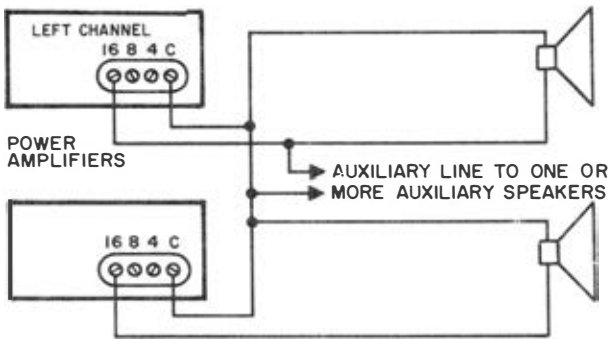 LEFT CHANNEL
16 8 4 C
POWER
AMPLIFIERS
AUXILIARY LINE TO ONE OR
MORE AUXILIARY SPEAKERS
16 8 4 C